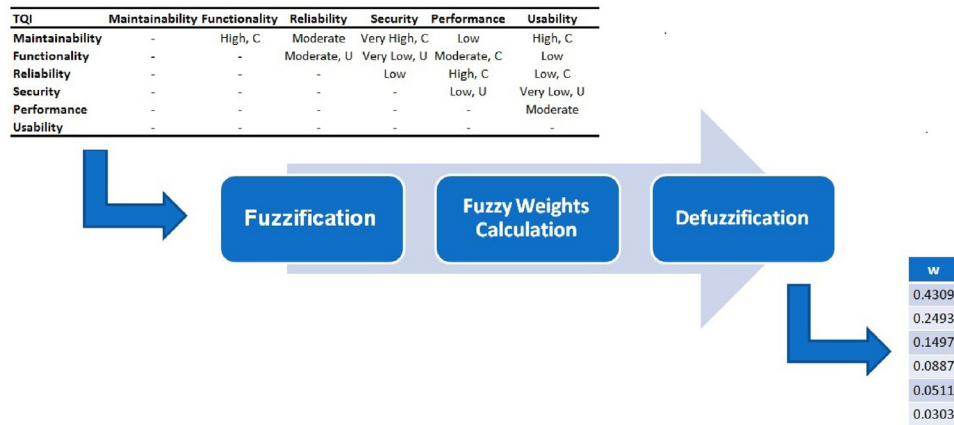 TQI Maintainability Functionality Reliability Security Performance Usability
Maintainability - High, C Moderate Very High, C Low High, C
Functionality - - Moderate, U Very Low, U Moderate, C Low
Reliability - - - Low High, C Low, C
Security - - - - Low, U Very Low, U
Performance - - - - - Moderate
Usability - - - - - -
Fuzzification
Fuzzy Weights
Calculation
Defuzzification
w
0.4309
0.2493
0.1497
0.0887
0.0511
0.0303